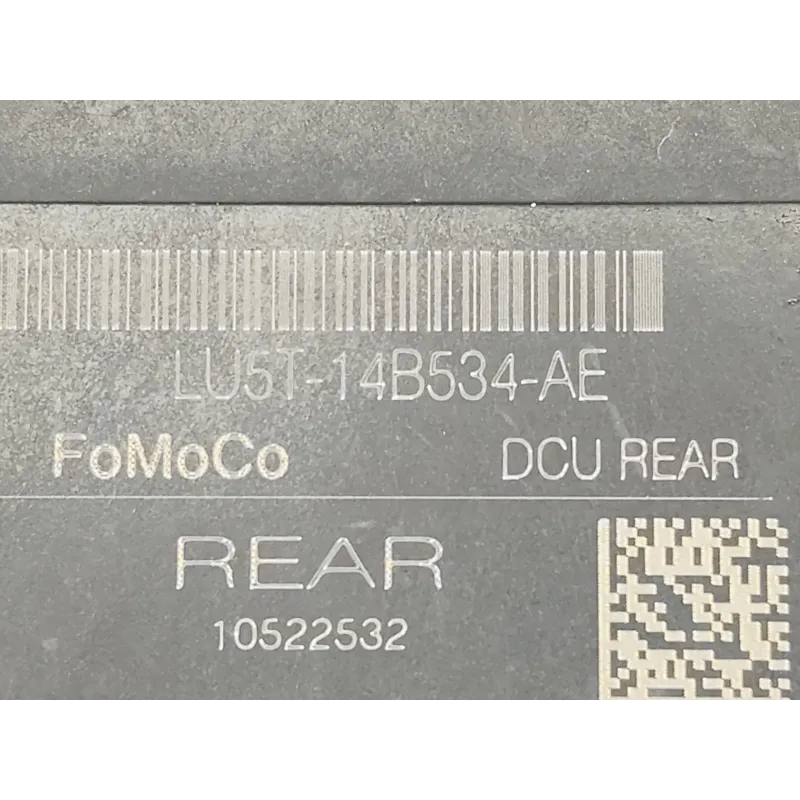 LU5T-14B534-AE
FoMoCo DCU REAR
REAR
10522532